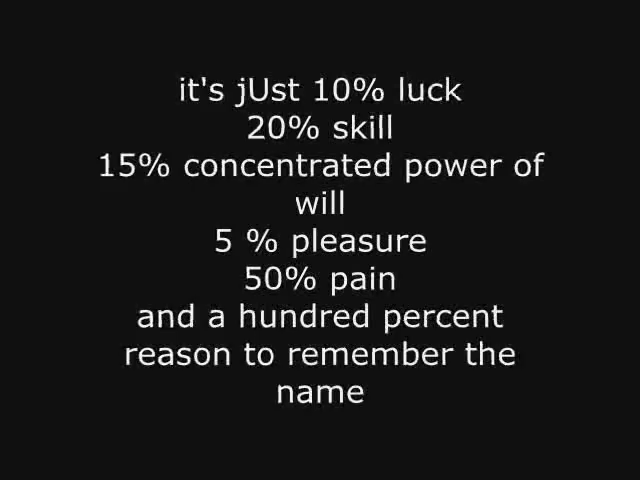 it's jUst 10% luck
20% skill
15% concentrated power of
will
5 % pleasure
50% pain
and a hundred percent
reason to remember the
name